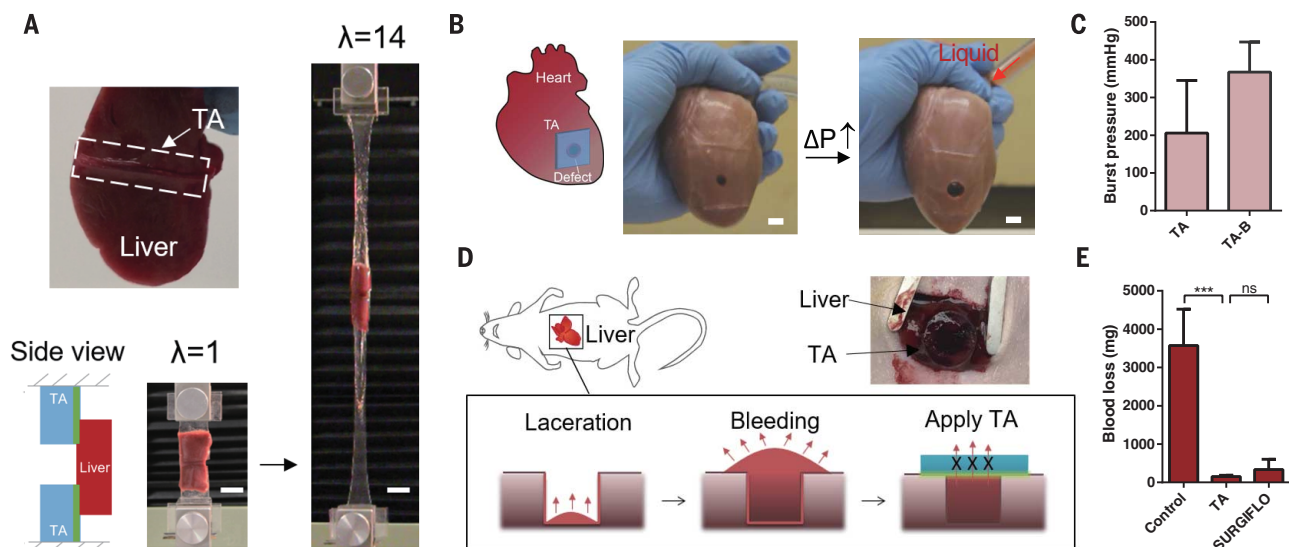 A
TA
Liver
Side view
TA
Liver
TA
λ=1
λ=14
B
Heart
TA
Defect
ΔP↑
Liquid
C
Burst pressure (mmHg)
500
400
300
200
100
0
TA
TA-B
D
Liver
Liver
TA
Laceration
Bleeding
Apply TA
X X X
E
Blood loss (mg)
5000
4000
3000
2000
1000
0
***
ns
Control
TA
SURGIFLO